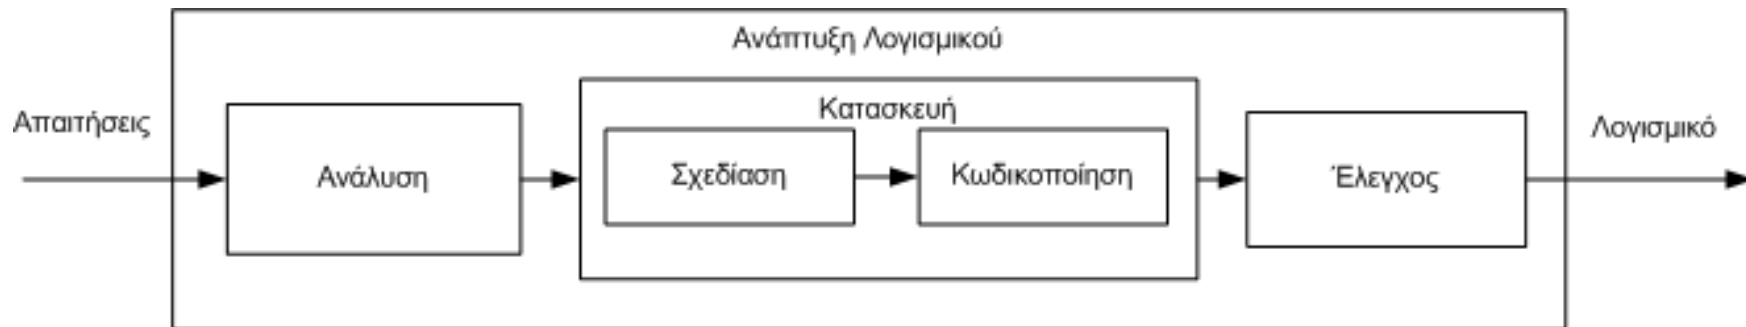 Ανάπτυξη Λογισμικού
Απαιτήσεις
Ανάλυση
Κατασκευή
Σχεδίαση
Κωδικοποίηση
Έλεγχος
Λογισμικό